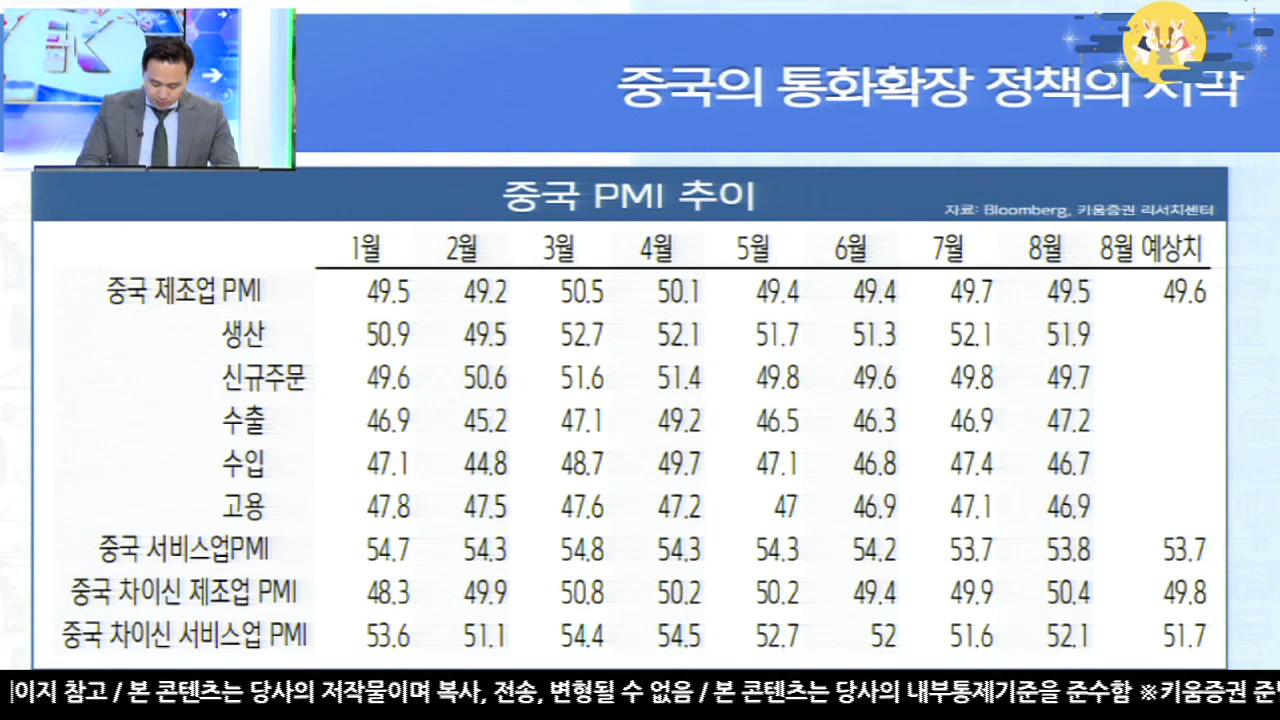 중국의 통화확장 정책의 시작
중국 PMI 추이
자료: Bloomberg, 키움증권 리서치센터
1월 2월 3월 4월 5월 6월 7월 8월 8월 예상치
중국 제조업 PMI 49.5 49.2 50.5 50.1 49.4 49.4 49.7 49.5 49.6
생산 50.9 49.5 52.7 52.1 51.7 51.3 52.1 51.9
신규주문 49.6 50.6 51.6 51.4 49.8 49.6 49.8 49.7
수출 46.9 45.2 47.1 49.2 46.5 46.3 46.9 47.2
수입 47.1 44.8 48.7 49.7 47.1 46.8 47.4 46.7
고용 47.8 47.5 47.6 47.2 47 46.9 47.1 46.9
중국 서비스업PMI 54.7 54.3 54.8 54.3 54.3 54.2 53.7 53.8 53.7
중국 차이신 제조업 PMI 48.3 49.9 50.8 50.2 50.2 49.4 49.9 50.4 49.8
중국 차이신 서비스업 PMI 53.6 51.1 54.4 54.5 52.7 52 51.6 52.1 51.7
이지 참고 / 본 콘텐츠는 당사의 저작물이며 복사, 전송, 변형될 수 없음 / 본 콘텐츠는 당사의 내부통제기준을 준수함 ※키움증권 준